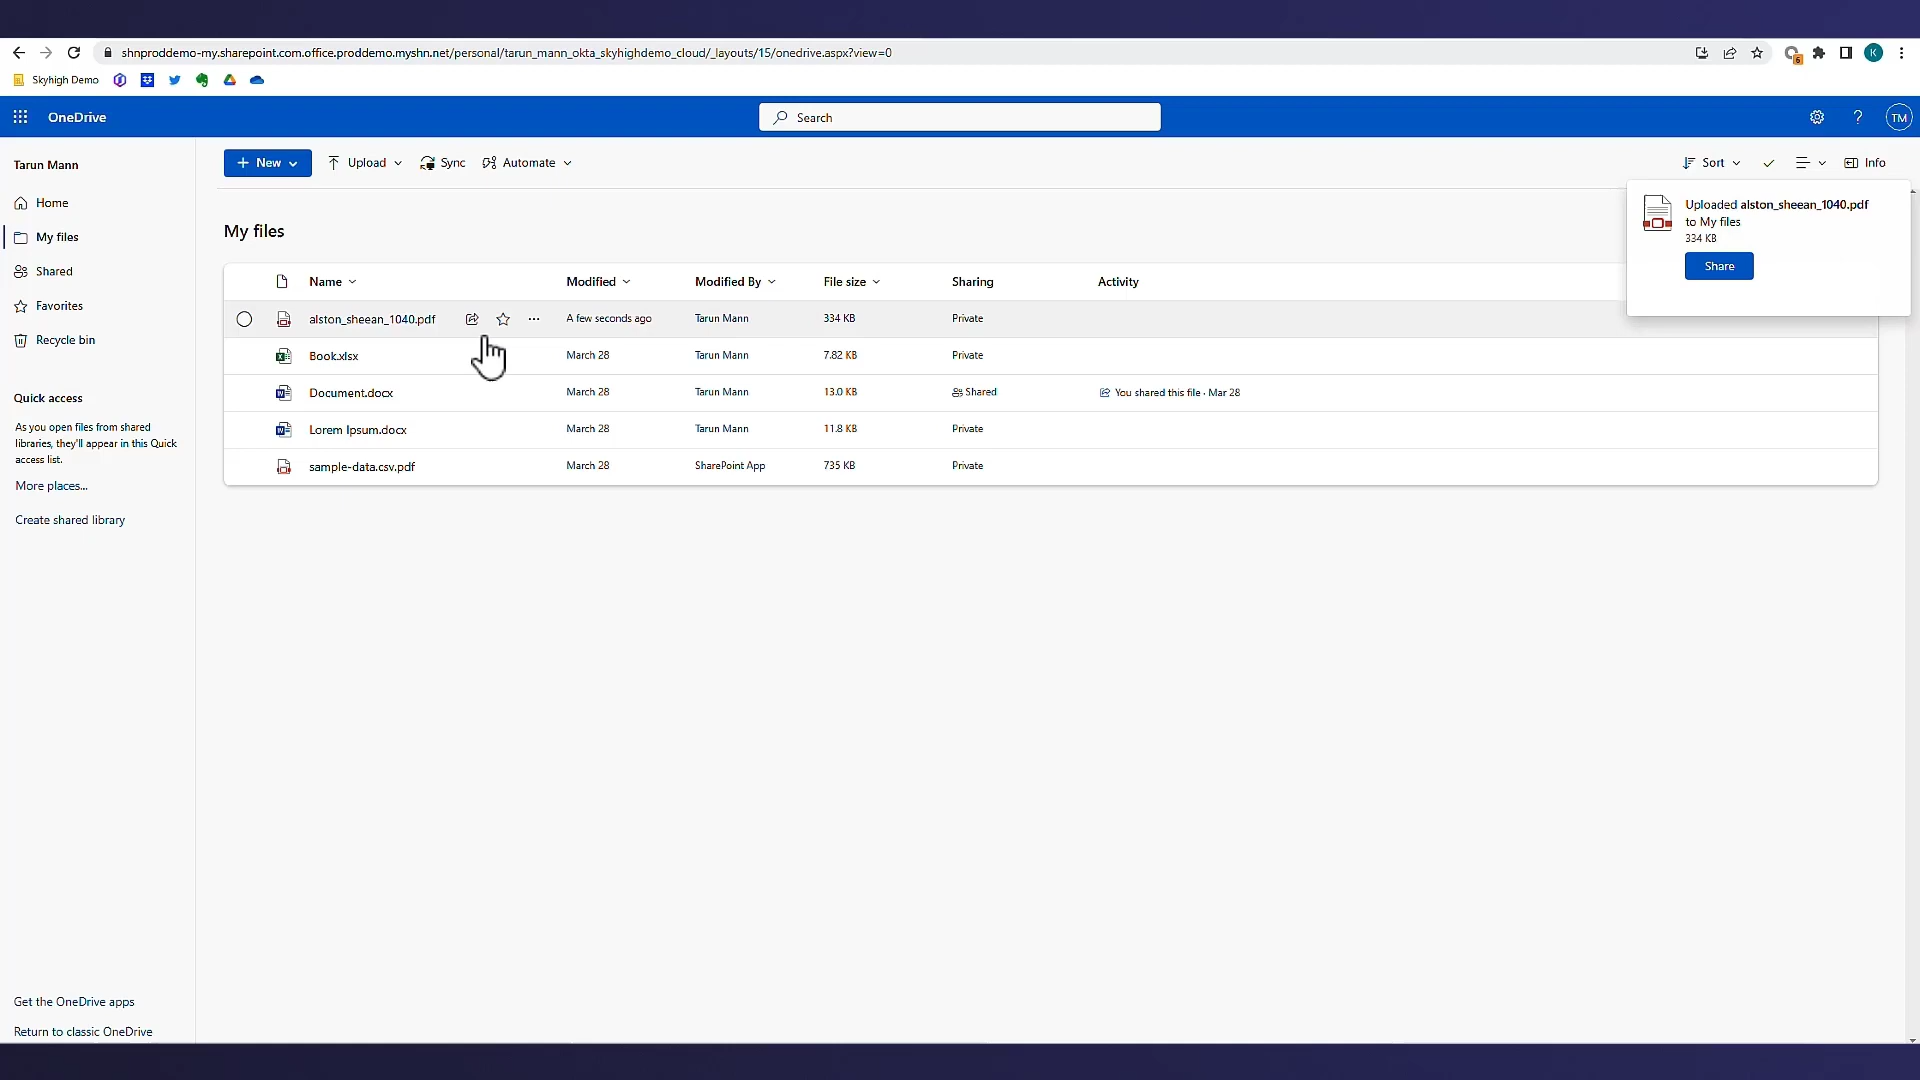 shnproddemo-my.sharepoint.com.office.proddemo.myshn.net/personal/tarun_mann_okta_skyhighdemo_cloud/_layouts/15/onedrive.aspx?view=0
6
K
Skyhigh Demo
OneDrive
Search
?
TM
Tarun Mann
Home
My files
Shared
Favorites
Recycle bin
Quick access
As you open files from shared
libraries, they'll appear in this Quick
access list.
More places...
Create shared library
Get the OneDrive apps
Return to classic OneDrive
+ New Upload Sync Automate
Sort Info
My files
Name Modified Modified By File size Sharing Activity
alston_sheean_1040.pdf A few seconds ago Tarun Mann 334 KB Private
Book.xlsx March 28 Tarun Mann 7.82 KB Private
Document.docx March 28 Tarun Mann 13.0 KB Shared You shared this file · Mar 28
Lorem Ipsum.docx March 28 Tarun Mann 11.8 KB Private
sample-data.csv.pdf March 28 SharePoint App 735 KB Private
Uploaded alston_sheean_1040.pdf
to My files
334 KB
Share